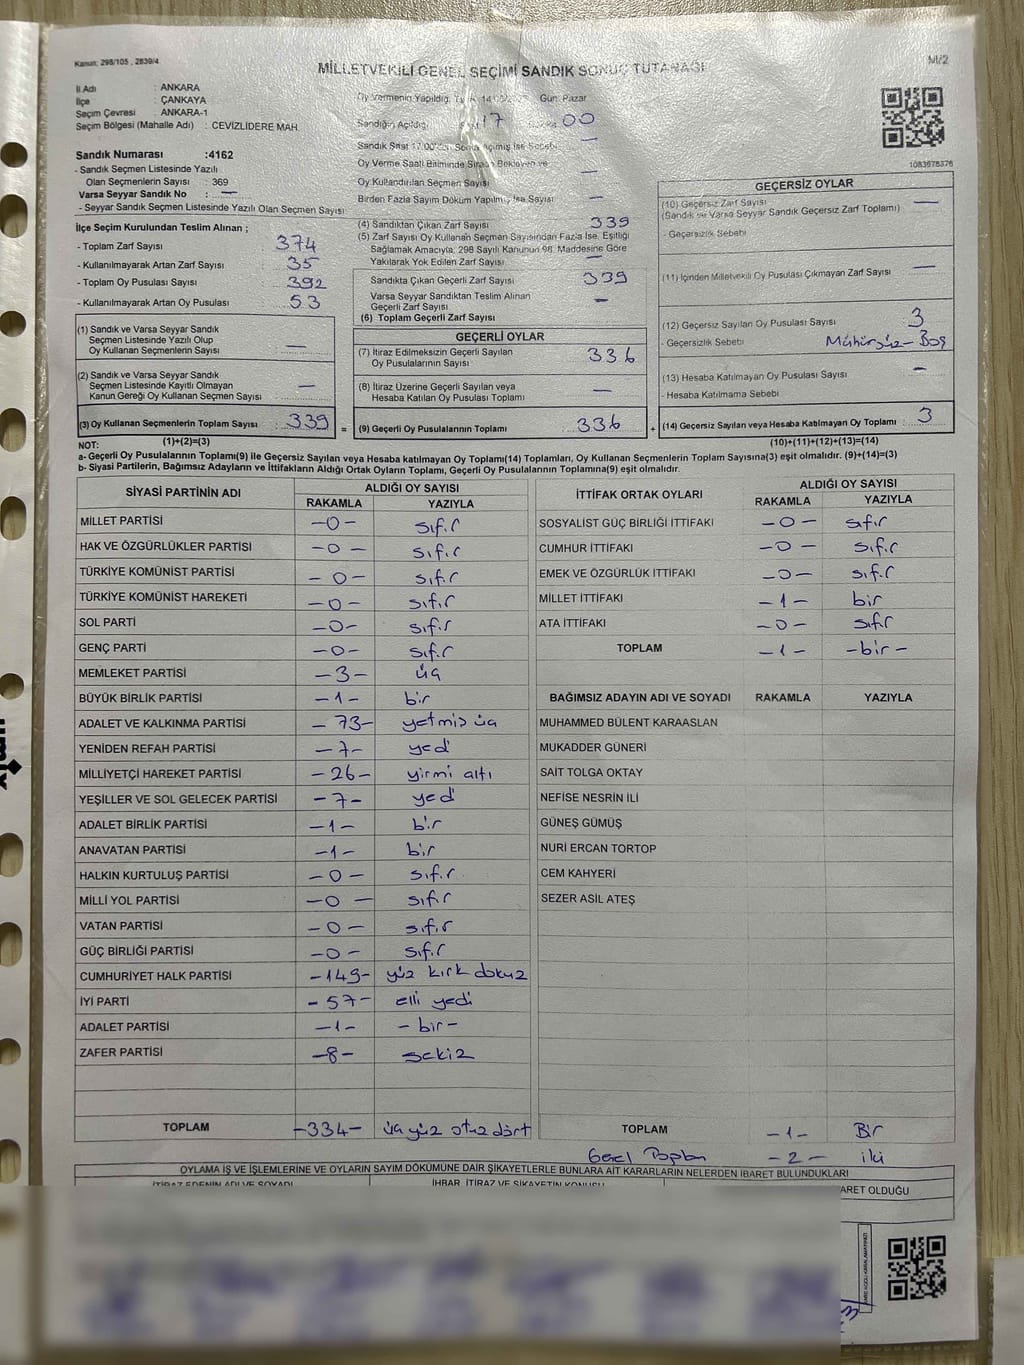 Kanun: 298/105 , 2839/4
MİLLETVEKİLİ GENEL SEÇİMİ SANDIK SONUÇ TUTANAĞI
M/2
İl Adı : ANKARA
İlçe : ÇANKAYA
Seçim Çevresi : ANKARA-1
Seçim Bölgesi (Mahalle Adı) : CEVİZLİDERE MAH.
Oy Vermenin Yapıldığı Gün: Pazar
Sandığın Açıldığı 17 00
Sandık Saat 17:00'den Sonra Açılmış İse Sebebi
Oy Verme Saati Bitiminde Sırada Bekleyen ve
Oy Kullandırılan Seçmen Sayısı —
Birden Fazla Sayım Döküm Yapılmış İse Sayısı —
1083978376
Sandık Numarası :4162
- Sandık Seçmen Listesinde Yazılı
Olan Seçmenlerin Sayısı : 369
Varsa Seyyar Sandık No : —
- Seyyar Sandık Seçmen Listesinde Yazılı Olan Seçmen Sayısı:
İlçe Seçim Kurulundan Teslim Alınan ;
- Toplam Zarf Sayısı 374
- Kullanılmayarak Artan Zarf Sayısı 35
- Toplam Oy Pusulası Sayısı 392
- Kullanılmayarak Artan Oy Pusulası 53
(1) Sandık ve Varsa Seyyar Sandık
Seçmen Listesinde Yazılı Olup
Oy Kullanan Seçmenlerin Sayısı —
(2) Sandık ve Varsa Seyyar Sandık
Seçmen Listesinde Kayıtlı Olmayan
Kanun Gereği Oy Kullanan Seçmen Sayısı —
(3) Oy Kullanan Seçmenlerin Toplam Sayısı : 339 =
(1)+(2)=(3)
(4) Sandıktan Çıkan Zarf Sayısı 339
(5) Zarf Sayısı Oy Kullanan Seçmen Sayısından Fazla İse, Eşitliği
Sağlamak Amacıyla, 298 Sayılı Kanunun 98. Maddesine Göre
Yakılarak Yok Edilen Zarf Sayısı —
Sandıkta Çıkan Geçerli Zarf Sayısı 339
Varsa Seyyar Sandıktan Teslim Alınan
Geçerli Zarf Sayısı —
(6) Toplam Geçerli Zarf Sayısı
GEÇERLİ OYLAR
(7) İtiraz Edilmeksizin Geçerli Sayılan
Oy Pusulalarının Sayısı 336
(8) İtiraz Üzerine Geçerli Sayılan veya
Hesaba Katılan Oy Pusulası Toplamı —
(9) Geçerli Oy Pusulalarının Toplamı : 336 +
GEÇERSİZ OYLAR
(10) Geçersiz Zarf Sayısı —
(Sandık ve Varsa Seyyar Sandık Geçersiz Zarf Toplamı)
- Geçersizlik Sebebi
(11) İçinden Milletvekili Oy Pusulası Çıkmayan Zarf Sayısı —
(12) Geçersiz Sayılan Oy Pusulası Sayısı 3
- Geçersizlik Sebebi Mühürsüz- Boş
(13) Hesaba Katılmayan Oy Pusulası Sayısı —
- Hesaba Katılmama Sebebi
(14) Geçersiz Sayılan veya Hesaba Katılmayan Oy Toplamı : 3
(10)+(11)+(12)+(13)=(14)
NOT:
a- Geçerli Oy Pusulalarının Toplamı(9) ile Geçersiz Sayılan veya Hesaba katılmayan Oy Toplamı(14) Toplamları, Oy Kullanan Seçmenlerin Toplam Sayısına(3) eşit olmalıdır. (9)+(14)=(3)
b- Siyasi Partilerin, Bağımsız Adayların ve İttifakların Aldığı Ortak Oyların Toplamı, Geçerli Oy Pusulalarının Toplamına(9) eşit olmalıdır.
SİYASİ PARTİNİN ADI ALDIĞI OY SAYISI
RAKAMLA YAZIYLA
MİLLET PARTİSİ -0- sıfır
HAK VE ÖZGÜRLÜKLER PARTİSİ -0- sıfır
TÜRKİYE KOMÜNİST PARTİSİ -0- sıfır
TÜRKİYE KOMÜNİST HAREKETİ -0- sıfır
SOL PARTİ -0- sıfır
GENÇ PARTİ -0- sıfır
MEMLEKET PARTİSİ -3- üç
BÜYÜK BİRLİK PARTİSİ -1- bir
ADALET VE KALKINMA PARTİSİ -73- yetmiş üç
YENİDEN REFAH PARTİSİ -7- yedi
MİLLİYETÇİ HAREKET PARTİSİ -26- yirmi altı
YEŞİLLER VE SOL GELECEK PARTİSİ -7- yedi
ADALET BİRLİK PARTİSİ -1- bir
ANAVATAN PARTİSİ -1- bir
HALKIN KURTULUŞ PARTİSİ -0- sıfır
MİLLİ YOL PARTİSİ -0- sıfır
VATAN PARTİSİ -0- sıfır
GÜÇ BİRLİĞİ PARTİSİ -0- sıfır
CUMHURİYET HALK PARTİSİ -149- yüz kırk dokuz
İYİ PARTİ -57- elli yedi
ADALET PARTİSİ -1- -bir-
ZAFER PARTİSİ -8- sekiz
TOPLAM -334- üçyüz otuz dört
İTTİFAK ORTAK OYLARI ALDIĞI OY SAYISI
RAKAMLA YAZIYLA
SOSYALİST GÜÇ BİRLİĞİ İTTİFAKI -0- sıfır
CUMHUR İTTİFAKI -0- sıfır
EMEK VE ÖZGÜRLÜK İTTİFAKI -0- sıfır
MİLLET İTTİFAKI -1- bir
ATA İTTİFAKI -0- sıfır
TOPLAM -1- -bir-
BAĞIMSIZ ADAYIN ADI VE SOYADI RAKAMLA YAZIYLA
MUHAMMED BÜLENT KARAASLAN
MUKADDER GÜNERİ
SAİT TOLGA OKTAY
NEFİSE NESRİN İLİ
GÜNEŞ GÜMÜŞ
NURİ ERCAN TORTOP
CEM KAHYERİ
SEZER ASİL ATEŞ
TOPLAM -1- Bir
Genel Toplam -2- iki
OYLAMA İŞ VE İŞLEMLERİNE VE OYLARIN SAYIM DÖKÜMÜNE DAİR ŞİKAYETLERLE BUNLARA AİT KARARLARIN NELERDEN İBARET BULUNDUKLARI
İTİRAZ EDENİN ADI VE SOYADI İHBAR, İTİRAZ VE ŞİKAYETİN KONUSU
ARET OLDUĞU